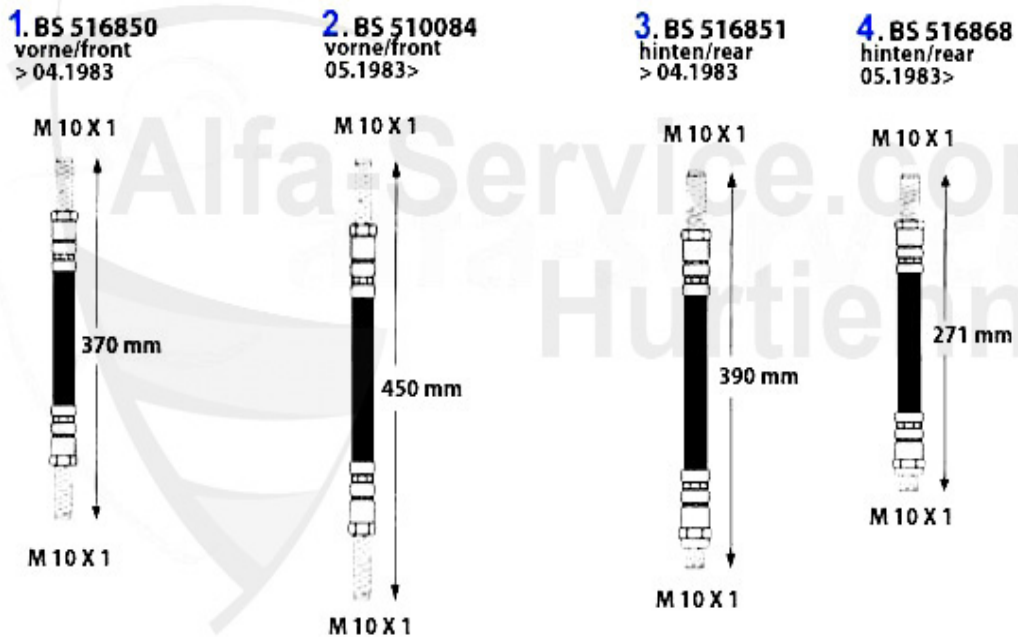 1. BS 516850
vorne/front
> 04.1983
M 10 X 1
370 mm
M 10 X 1
2. BS 510084
vorne/front
05.1983>
M 10 X 1
450 mm
M 10 X 1
3. BS 516851
hinten/rear
> 04.1983
M 10 X 1
390 mm
M 10 X 1
4. BS 516868
hinten/rear
05.1983>
M 10 X 1
271 mm
M 10 X 1
Alfa-Service.com